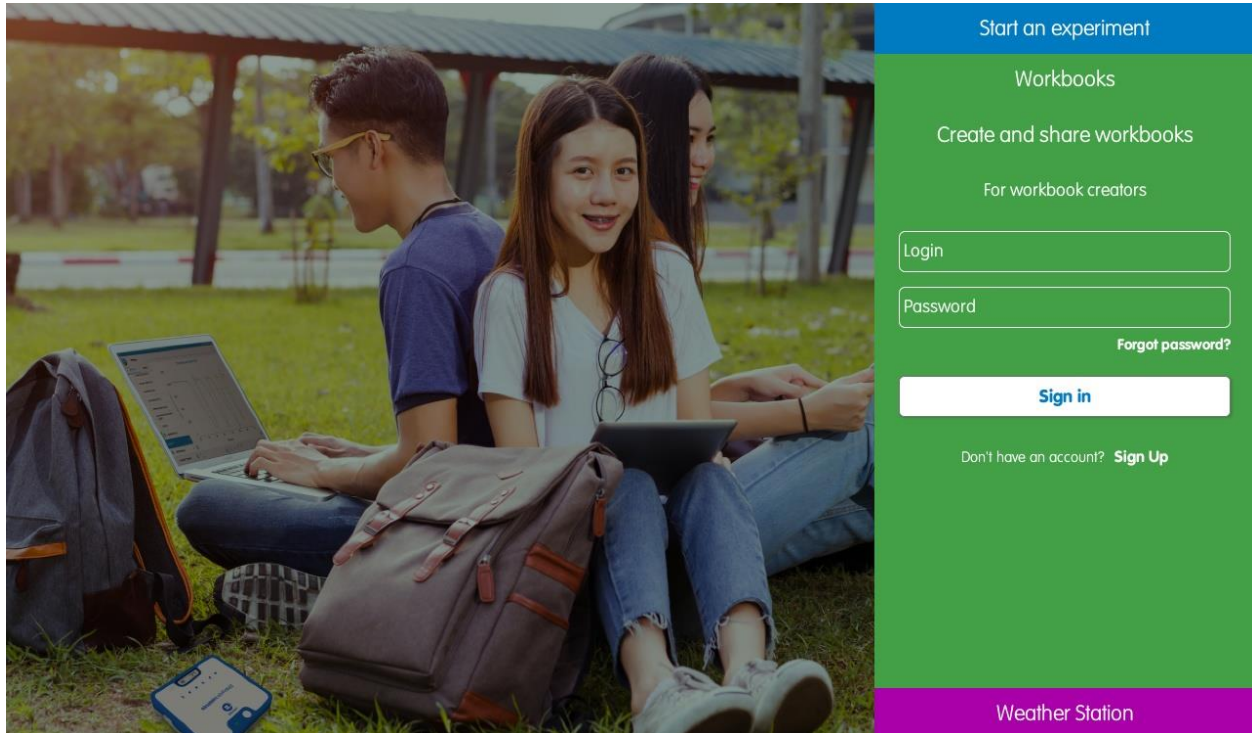 Start an experiment
Workbooks
Create and share workbooks
For workbook creators
Login
Password
Forgot password?
Sign in
Don't have an account? Sign Up
Weather Station